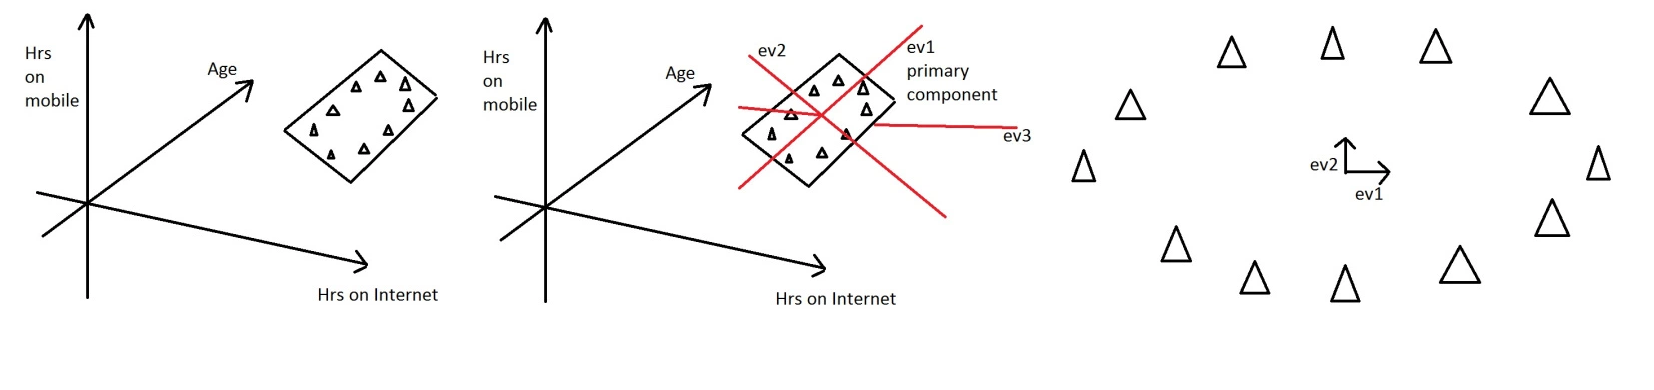 Hrs
on
mobile
Age
Hrs on Internet
Hrs
on
mobile
Age
Hrs on Internet
ev2
ev1
primary
component
ev3
ev2
ev1